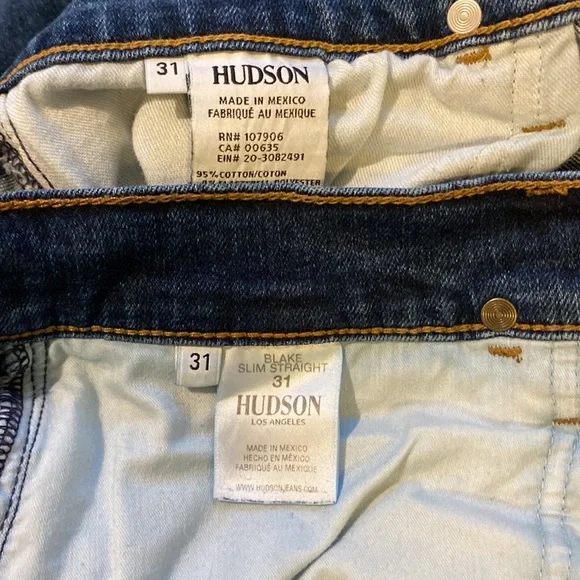 31
HUDSON
MADE IN MEXICO
FABRIQUÉ AU MEXIQUE
RN# 107906
CA# 00635
EIN# 20-3082491
95% COTTON/COTON
POLYESTER
31
BLAKE
SLIM STRAIGHT
31
HUDSON
LOS ANGELES
MADE IN MEXICO
HECHO EN MÉXICO
FABRIQUÉ AU MEXIQUE
WWW.HUDSONJEANS.COM